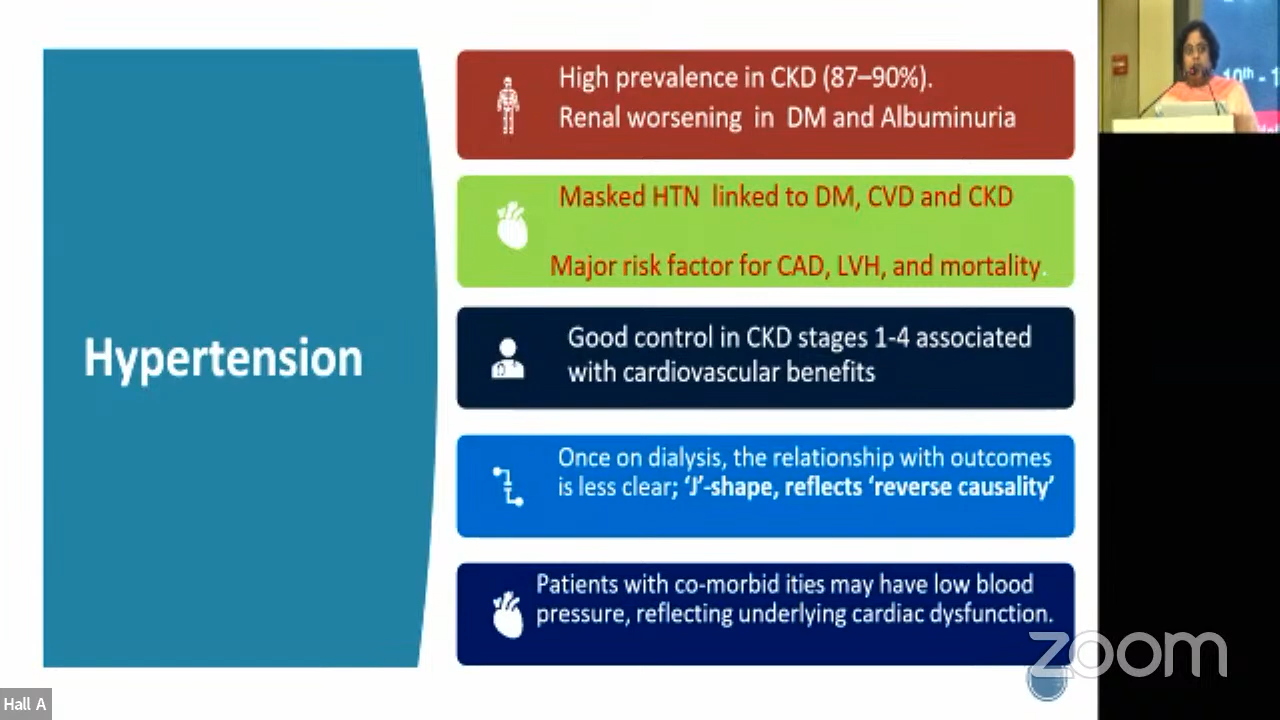 Hypertension
High prevalence in CKD (87–90%).
Renal worsening in DM and Albuminuria
Masked HTN linked to DM, CVD and CKD
Major risk factor for CAD, LVH, and mortality.
Good control in CKD stages 1-4 associated
with cardiovascular benefits
Once on dialysis, the relationship with outcomes
is less clear; ‘J’-shape, reflects ‘reverse causality’
Patients with co-morbid ities may have low blood
pressure, reflecting underlying cardiac dysfunction.
10th - 1
zoom
Hall A